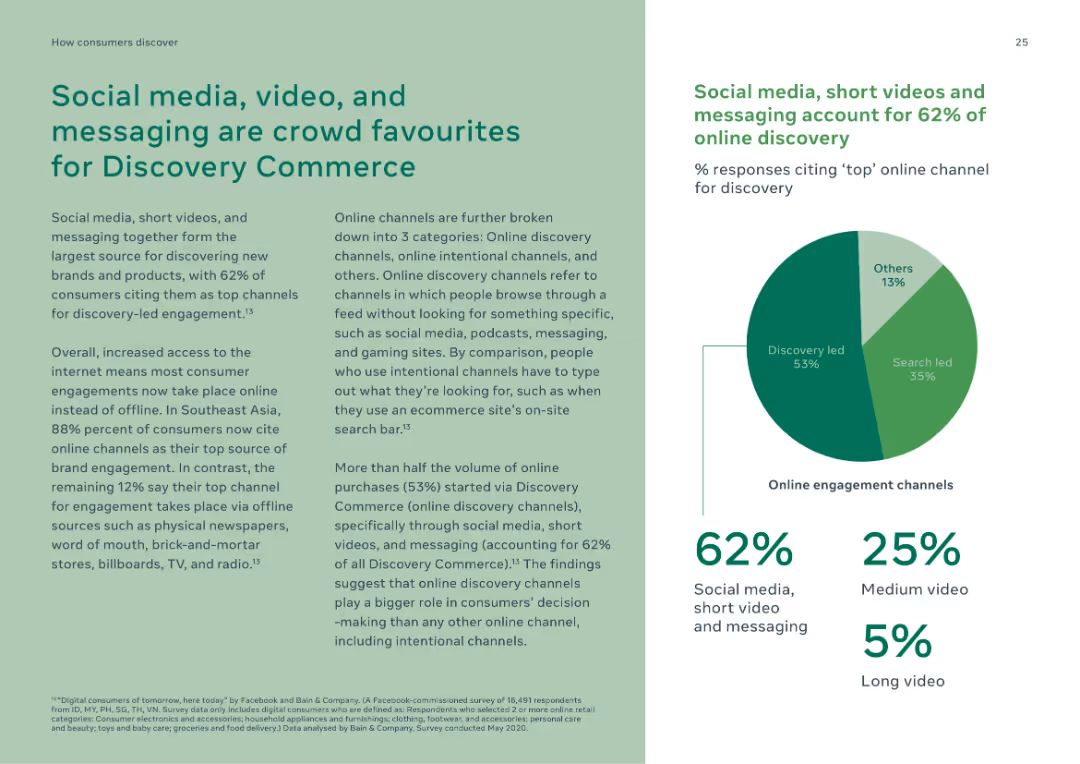 How consumers discover
25
Social media, video, and
messaging are crowd favourites
for Discovery Commerce
Social media, short videos, and
messaging together form the
largest source for discovering new
brands and products, with 62% of
consumers citing them as top channels
for discovery-led engagement.¹³
Overall, increased access to the
internet means most consumer
engagements now take place online
instead of offline. In Southeast Asia,
88% percent of consumers now cite
online channels as their top source of
brand engagement. In contrast, the
remaining 12% say their top channel
for engagement takes place via offline
sources such as physical newspapers,
word of mouth, brick-and-mortar
stores, billboards, TV, and radio.¹³
Online channels are further broken
down into 3 categories: Online discovery
channels, online intentional channels, and
others. Online discovery channels refer to
channels in which people browse through a
feed without looking for something specific,
such as social media, podcasts, messaging,
and gaming sites. By comparison, people
who use intentional channels have to type
out what they're looking for, such as when
they use an ecommerce site's on-site
search bar.¹³
More than half the volume of online
purchases (53%) started via Discovery
Commerce (online discovery channels),
specifically through social media, short
videos, and messaging (accounting for 62%
of all Discovery Commerce).¹³ The findings
suggest that online discovery channels
play a bigger role in consumers' decision
-making than any other online channel,
including intentional channels.
¹³"Digital consumers of tomorrow, here today" by Facebook and Bain & Company. (A Facebook-commissioned survey of 16,491 respondents
from ID, MY, PH, SG, TH, VN. Survey data only includes digital consumers who are defined as: Respondents who selected 2 or more online retail
categories: Consumer electronics and accessories; household appliances and furnishings; clothing, footwear, and accessories; personal care
and beauty; toys and baby care; groceries and food delivery.) Data analysed by Bain & Company. Survey conducted May 2020.
Social media, short videos and
messaging account for 62% of
online discovery
% responses citing 'top' online channel
for discovery
Others
13%
Discovery led
53%
Search led
35%
Online engagement channels
62%
Social media,
short video
and messaging
25%
Medium video
5%
Long video